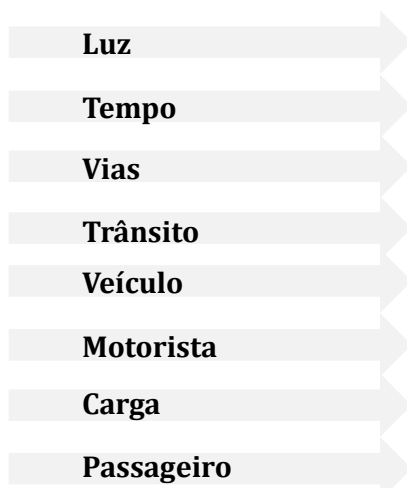 Luz
Tempo
Vias
Trânsito
Veículo
Motorista
Carga
Passageiro